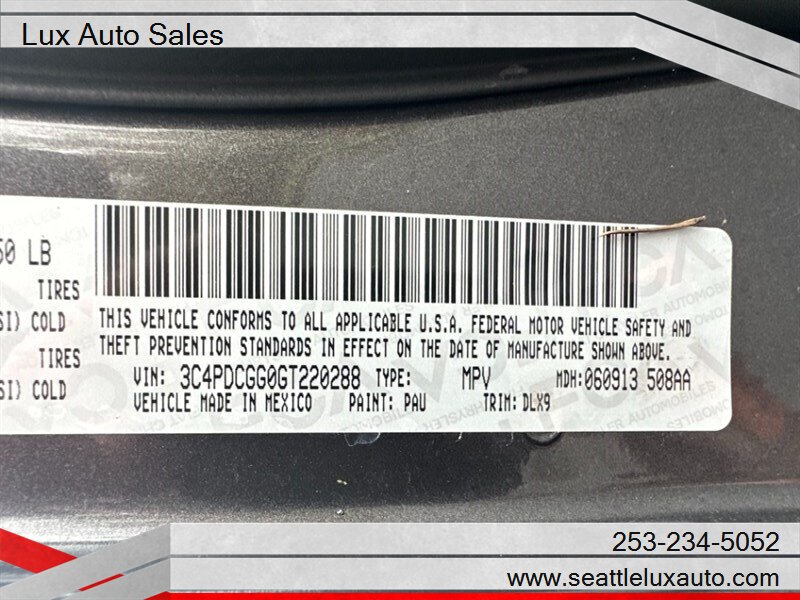 Lux Auto Sales
50 LB
TIRES
SI) COLD
TIRES
SI) COLD
THIS VEHICLE CONFORMS TO ALL APPLICABLE U.S.A. FEDERAL MOTOR VEHICLE SAFETY AND
THEFT PREVENTION STANDARDS IN EFFECT ON THE DATE OF MANUFACTURE SHOWN ABOVE.
VIN: 3C4PDCGG0GT220288 TYPE: MPV MDH: 060913 508AA
VEHICLE MADE IN MEXICO PAINT: PAU TRIM: DLX9
253-234-5052
www.seattleluxauto.com